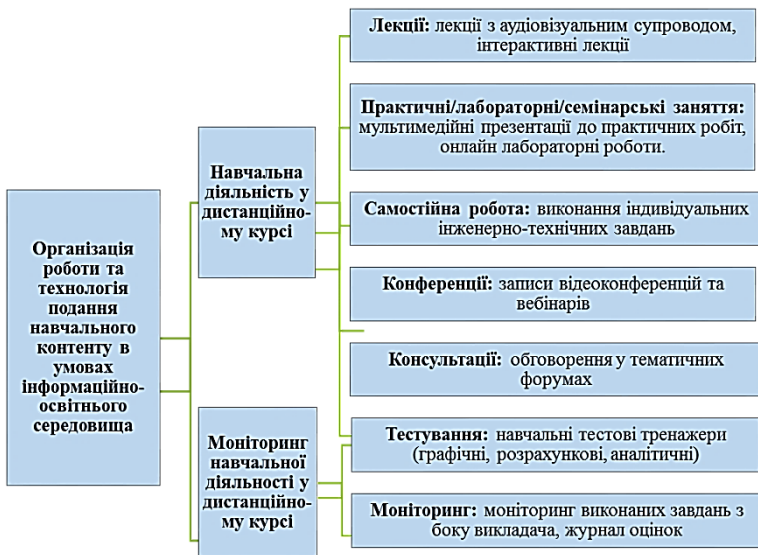 Організація
роботи та
технологія
подання
навчального
контенту в
умовах
інформаційно-
освітнього
середовища
Навчальна
діяльність у
дистанційно-
му курсі
Моніторинг
навчальної
діяльності у
дистанційно-
му курсі
Лекції: лекції з аудіовізуальним супроводом,
інтерактивні лекції
Практичні/лабораторні/семінарські заняття:
мультимедійні презентації до практичних робіт,
онлайн лабораторні роботи.
Самостійна робота: виконання індивідуальних
інженерно-технічних завдань
Конференції: записи відеоконференцій та
вебінарів
Консультації: обговорення у тематичних
форумах
Тестування: навчальні тестові тренажери
(графічні, розрахункові, аналітичні)
Моніторинг: моніторинг виконаних завдань з
боку викладача, журнал оцінок